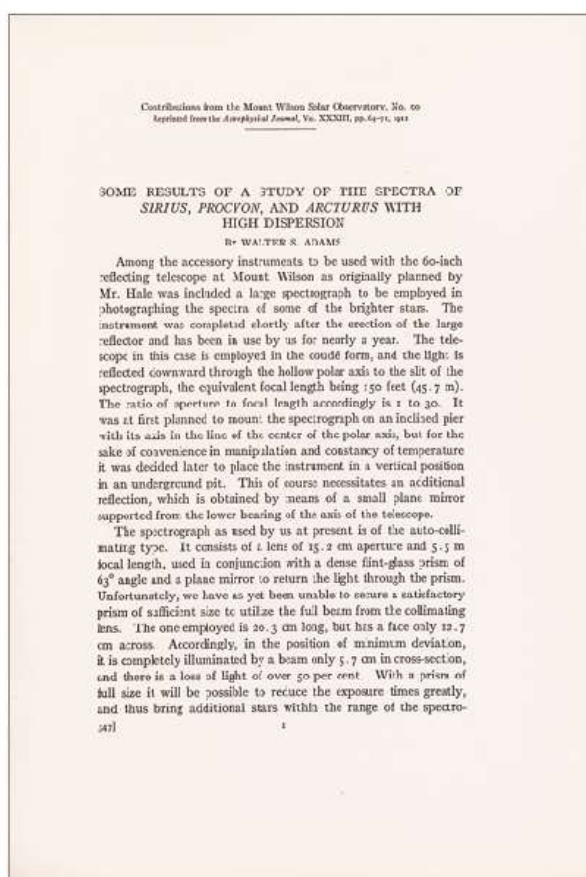 Contributions from the Mount Wilson Solar Observatory, No. 50
Reprinted from the Astrophysical Journal, Vol. XXXIII, pp. 64–71, 1911
SOME RESULTS OF A STUDY OF THE SPECTRA OF
SIRIUS, PROCYON, AND ARCTURUS WITH
HIGH DISPERSION
By WALTER S. ADAMS
Among the accessory instruments to be used with the 60-inch
reflecting telescope at Mount Wilson as originally planned by
Mr. Hale was included a large spectrograph to be employed in
photographing the spectra of some of the brighter stars. The
instrument was completed shortly after the erection of the large
reflector and has been in use by us for nearly a year. The tele-
scope in this case is employed in the coudé form, and the light is
reflected downward through the hollow polar axis to the slit of the
spectrograph, the equivalent focal length being 150 feet (45.7 m).
The ratio of aperture to focal length accordingly is 1 to 30. It
was at first planned to mount the spectrograph on an inclined pier
with its axis in the line of the center of the polar axis, but for the
sake of convenience in manipulation and constancy of temperature
it was decided later to place the instrument in a vertical position
in an underground pit. This of course necessitates an additional
reflection, which is obtained by means of a small plane mirror
supported from the lower bearing of the axis of the telescope.
The spectrograph as used by us at present is of the auto-colli-
mating type. It consists of a lens of 15.2 cm aperture and 5.5 m
focal length, used in conjunction with a dense flint-glass prism of
63° angle and a plane mirror to return the light through the prism.
Unfortunately, we have as yet been unable to secure a satisfactory
prism of sufficient size to utilize the full beam from the collimating
lens. The one employed is 20.3 cm long, but has a face only 12.7
cm across. Accordingly, in the position of minimum deviation,
it is completely illuminated by a beam only 5.7 cm in cross-section,
and there is a loss of light of over 50 per cent. With a prism of
full size it will be possible to reduce the exposure times greatly,
and thus bring additional stars within the range of the spectro-
347] 1